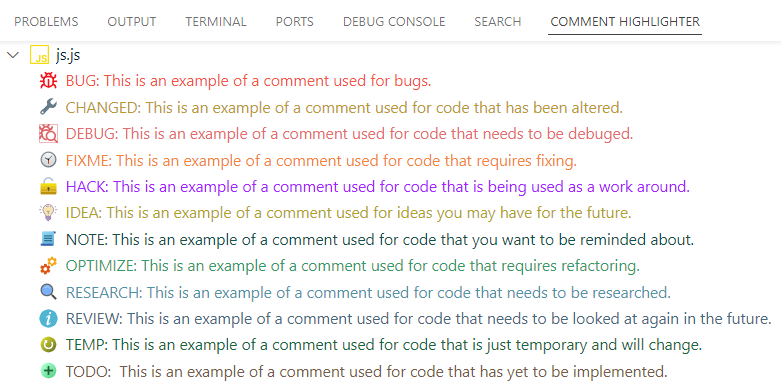 PROBLEMS OUTPUT TERMINAL PORTS DEBUG CONSOLE SEARCH COMMENT HIGHLIGHTER
JS js.js
BUG: This is an example of a comment used for bugs.
CHANGED: This is an example of a comment used for code that has been altered.
DEBUG: This is an example of a comment used for code that needs to be debuged.
FIXME: This is an example of a comment used for code that requires fixing.
HACK: This is an example of a comment used for code that is being used as a work around.
IDEA: This is an example of a comment used for ideas you may have for the future.
NOTE: This is an example of a comment used for code that you want to be reminded about.
OPTIMIZE: This is an example of a comment used for code that requires refactoring.
RESEARCH: This is an example of a comment used for code that needs to be researched.
REVIEW: This is an example of a comment used for code that needs to be looked at again in the future.
TEMP: This is an example of a comment used for code that is just temporary and will change.
TODO: This is an example of a comment used for code that has yet to be implemented.